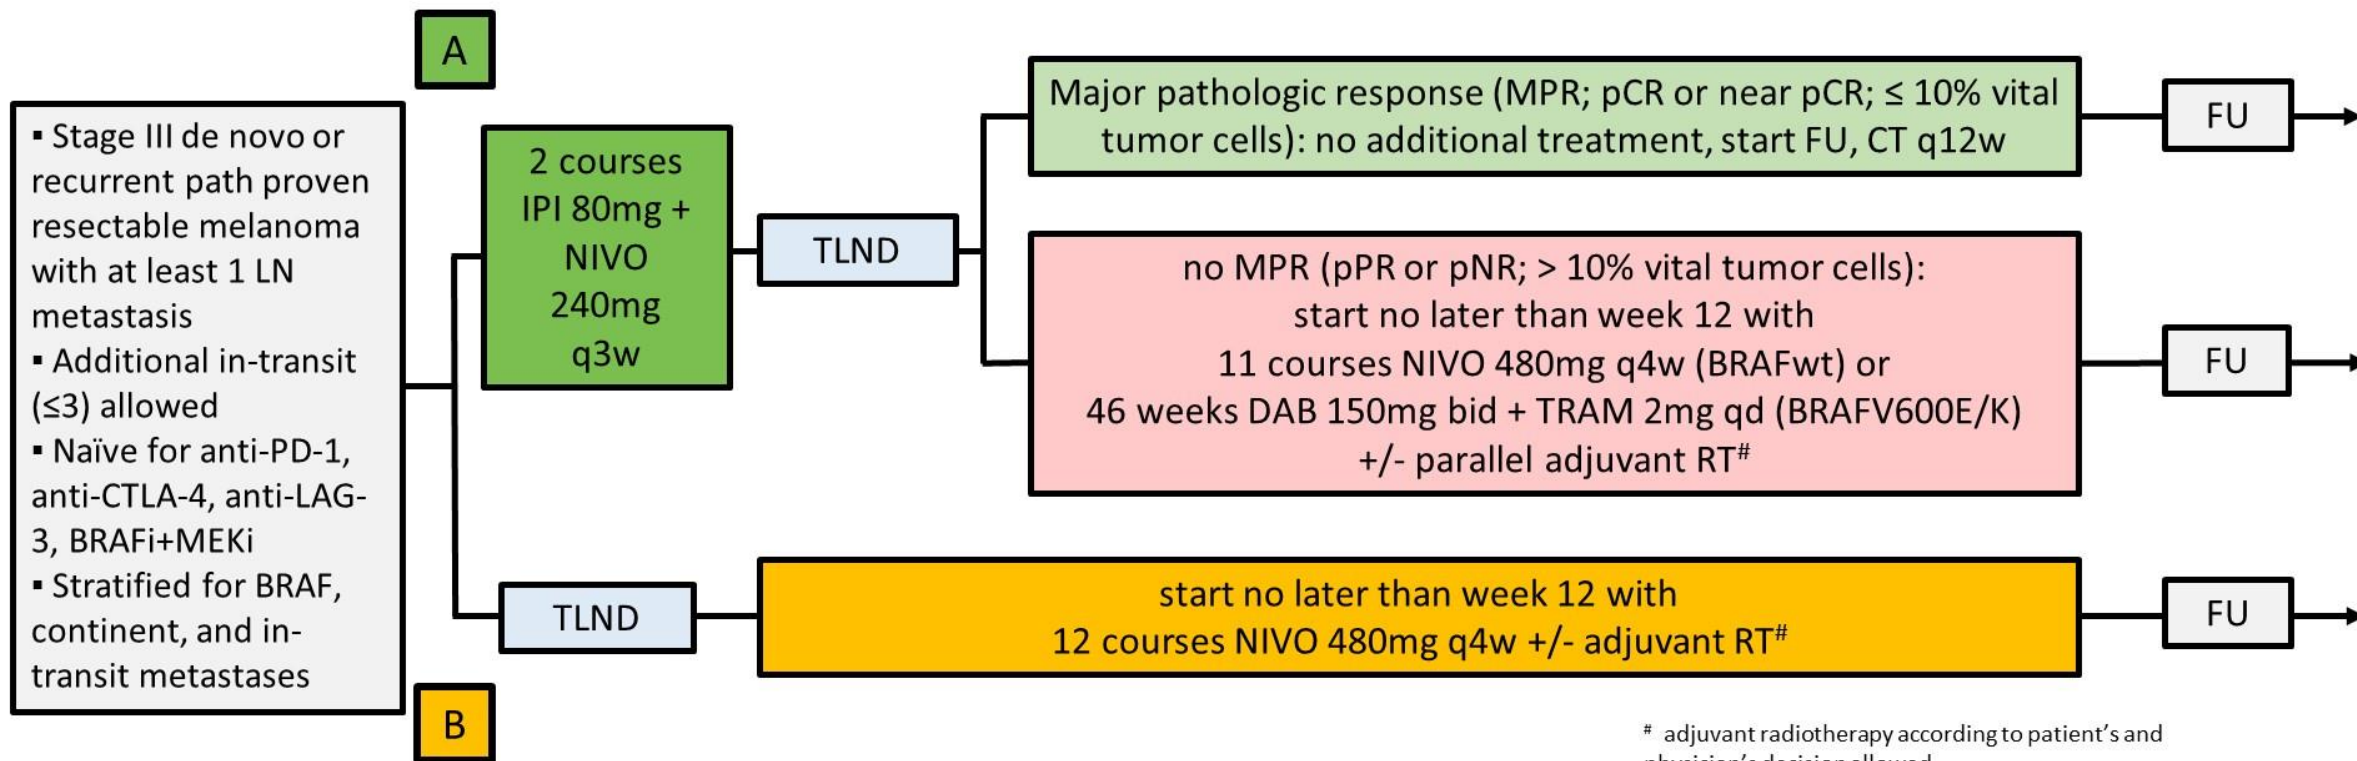 A
▪ Stage III de novo or
recurrent path proven
resectable melanoma
with at least 1 LN
metastasis
▪ Additional in-transit
(≤3) allowed
▪ Naïve for anti-PD-1,
anti-CTLA-4, anti-LAG-
3, BRAFi+MEKi
▪ Stratified for BRAF,
continent, and in-
transit metastases
2 courses
IPI 80mg +
NIVO
240mg
q3w
TLND
Major pathologic response (MPR; pCR or near pCR; ≤ 10% vital
tumor cells): no additional treatment, start FU, CT q12w
FU
no MPR (pPR or pNR; > 10% vital tumor cells):
start no later than week 12 with
11 courses NIVO 480mg q4w (BRAFwt) or
46 weeks DAB 150mg bid + TRAM 2mg qd (BRAFV600E/K)
+/- parallel adjuvant RT#
FU
B
TLND
start no later than week 12 with
12 courses NIVO 480mg q4w +/- adjuvant RT#
FU
# adjuvant radiotherapy according to patient's and
physician's decision allowed